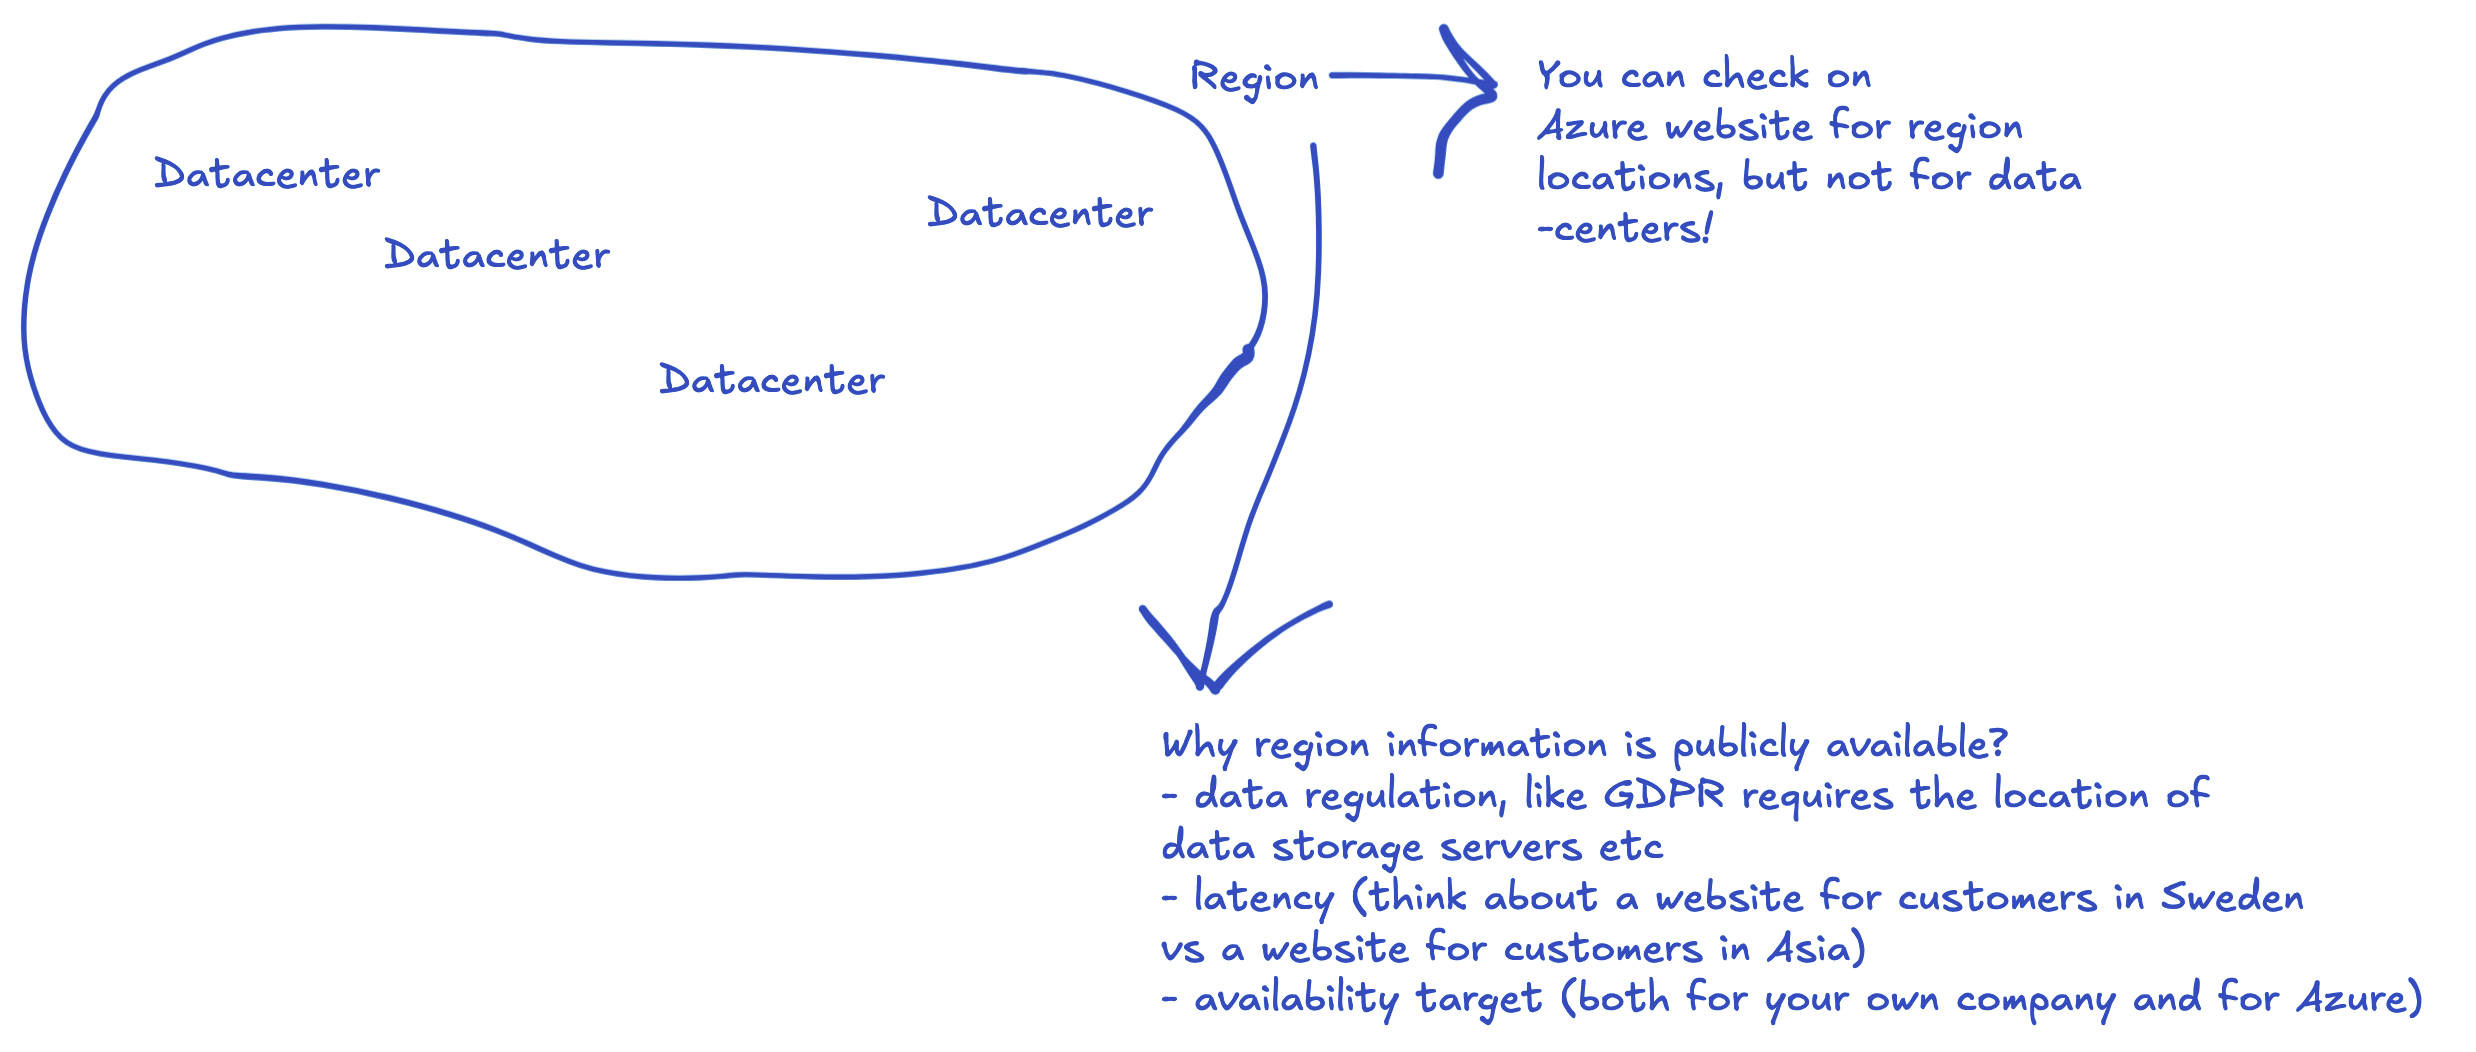 Region
You can check on
Azure website for region
locations, but not for data
-centers!
Datacenter
Datacenter
Datacenter
Datacenter
Why region information is publicly available?
- data regulation, like GDPR requires the location of
data storage servers etc
- latency (think about a website for customers in Sweden
vs a website for customers in Asia)
- availability target (both for your own company and for Azure)